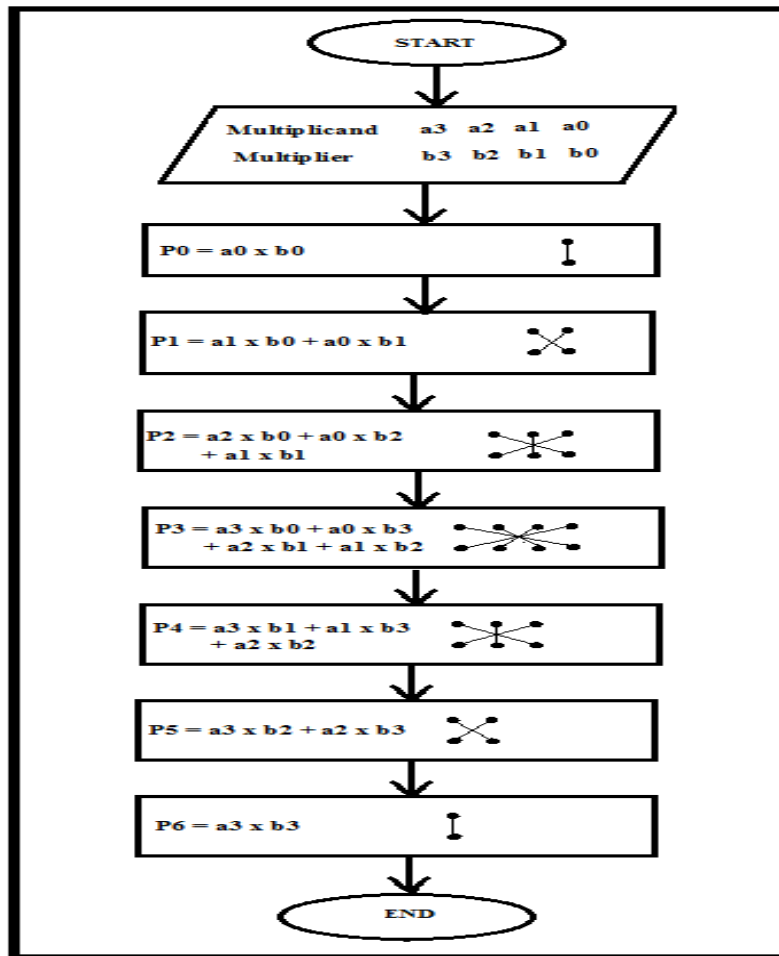 START
Multiplicand a3 a2 a1 a0
Multiplier b3 b2 b1 b0
P0 = a0 x b0
P1 = a1 x b0 + a0 x b1
P2 = a2 x b0 + a0 x b2
+ a1 x b1
P3 = a3 x b0 + a0 x b3
+ a2 x b1 + a1 x b2
P4 = a3 x b1 + a1 x b3
+ a2 x b2
P5 = a3 x b2 + a2 x b3
P6 = a3 x b3
END